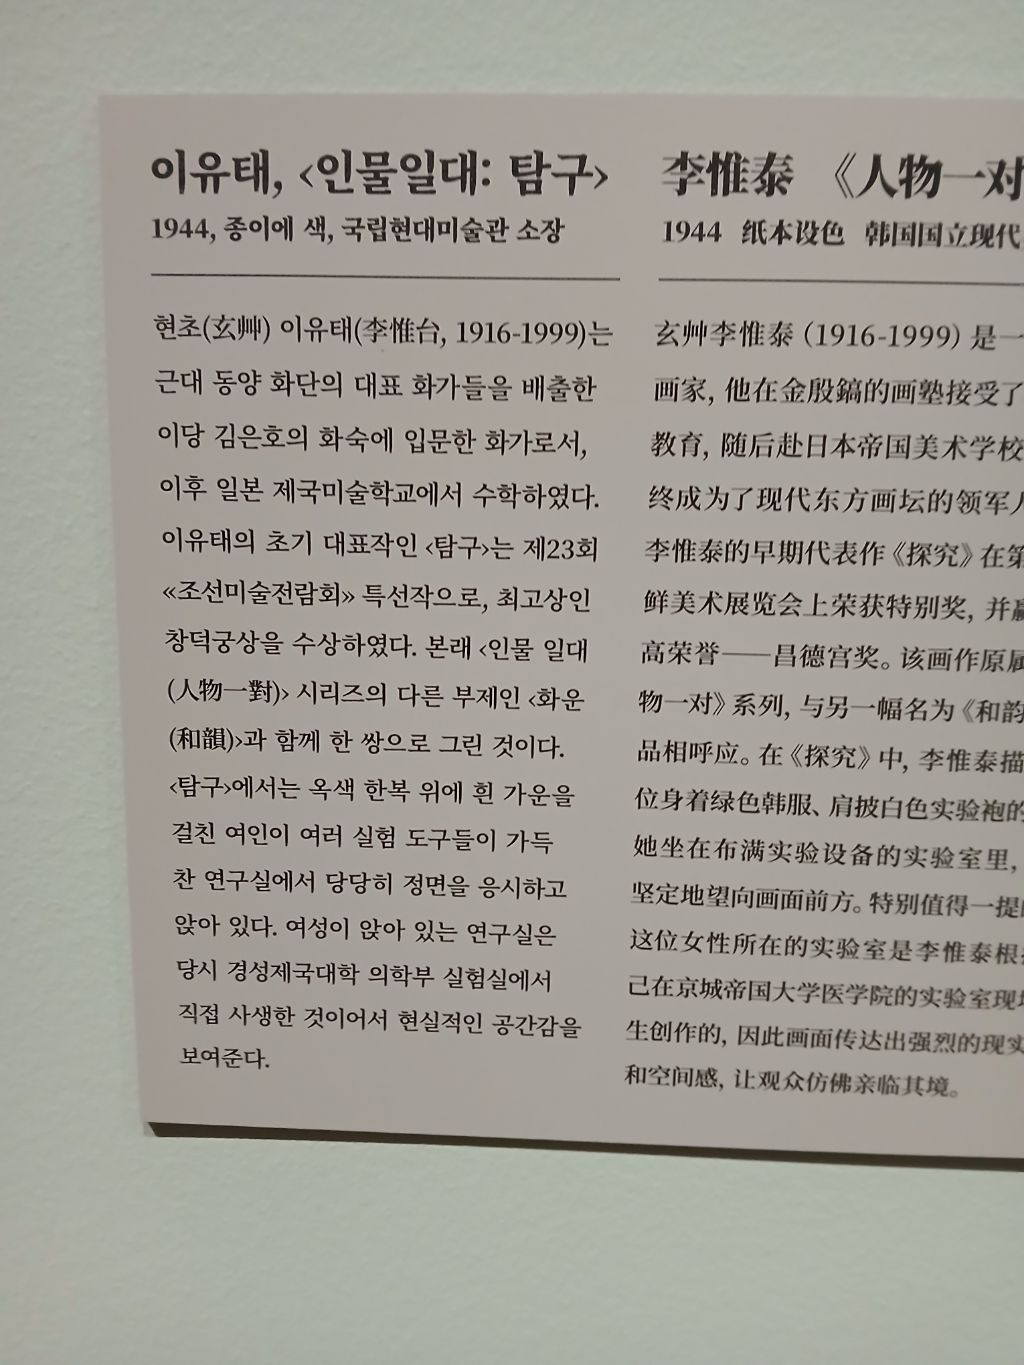 이유태, <인물일대: 탐구>
1944, 종이에 색, 국립현대미술관 소장
현초(玄艸) 이유태(李惟台, 1916-1999)는
근대 동양 화단의 대표 화가들을 배출한
이당 김은호의 화숙에 입문한 화가로서,
이후 일본 제국미술학교에서 수학하였다.
이유태의 초기 대표작인 <탐구>는 제23회
«조선미술전람회» 특선작으로, 최고상인
창덕궁상을 수상하였다. 본래 <인물 일대
(人物一對)> 시리즈의 다른 부제인 <화운
(和韻)>과 함께 한 쌍으로 그린 것이다.
<탐구>에서는 옥색 한복 위에 흰 가운을
걸친 여인이 여러 실험 도구들이 가득
찬 연구실에서 당당히 정면을 응시하고
앉아 있다. 여성이 앉아 있는 연구실은
당시 경성제국대학 의학부 실험실에서
직접 사생한 것이어서 현실적인 공간감을
보여준다.
李惟泰 《人物一对
1944 纸本设色 韩国国立现代
玄艸李惟泰（1916-1999）是一
画家, 他在金殷鎬的画塾接受了
教育, 随后赴日本帝国美术学校
终成为了现代东方画坛的领军人
李惟泰的早期代表作《探究》在第
鲜美术展览会上荣获特别奖, 并赢
高荣誉——昌德宫奖。该画作原属
物一对》系列, 与另一幅名为《和韵
品相呼应。在《探究》中, 李惟泰描
位身着绿色韩服、肩披白色实验袍的
她坐在布满实验设备的实验室里,
坚定地望向画面前方。特别值得一提
这位女性所在的实验室是李惟泰根
己在京城帝国大学医学院的实验室现
生创作的, 因此画面传达出强烈的现实
和空间感, 让观众仿佛亲临其境。